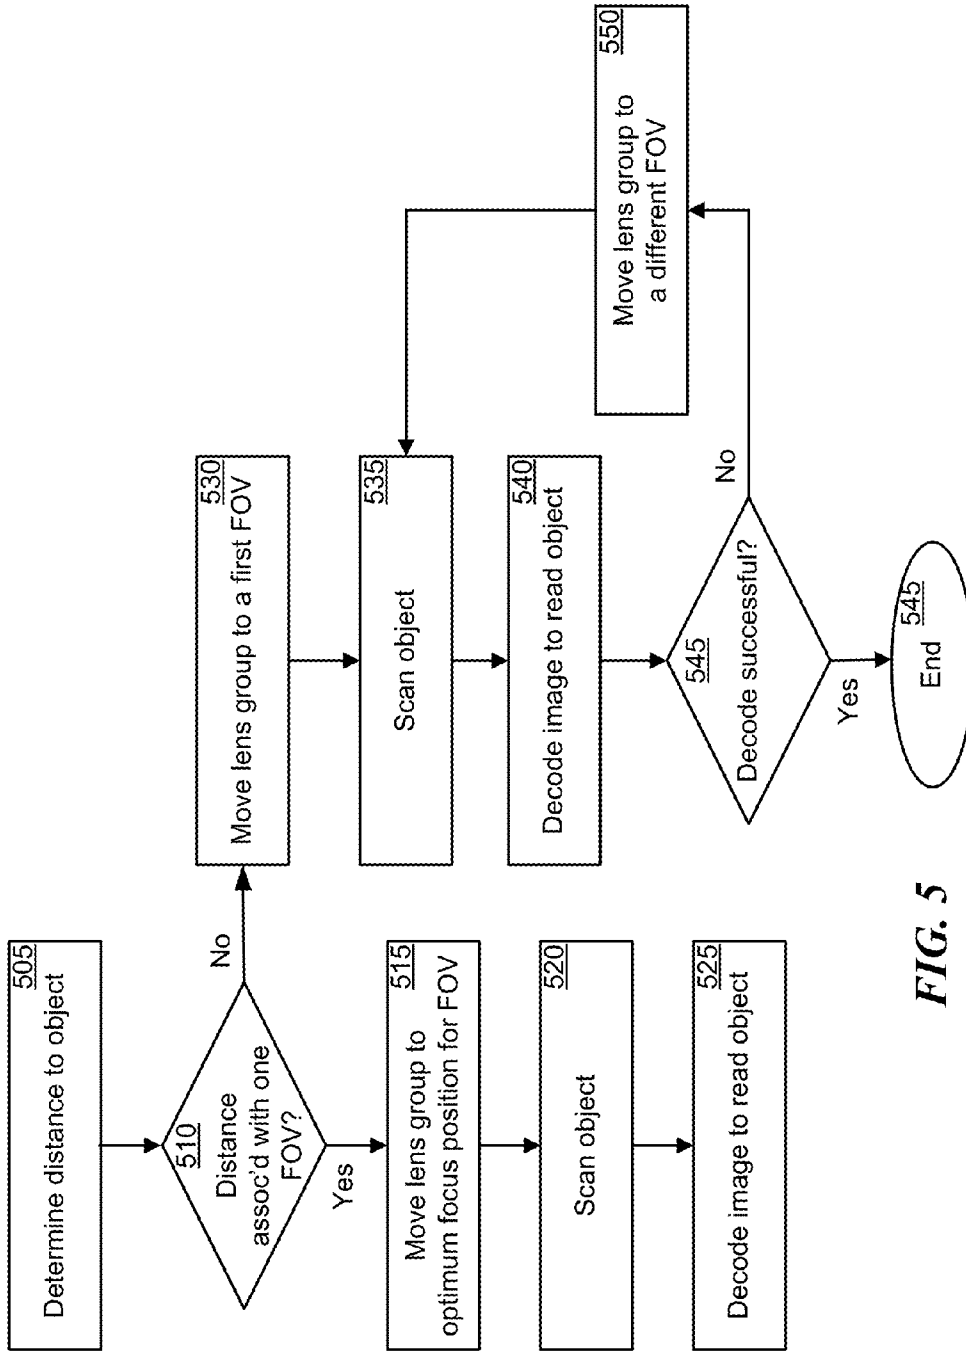 505
Determine distance to object
510
Distance
assoc'd with one
FOV?
No
Yes
515
Move lens group to
optimum focus position for FOV
520
Scan object
525
Decode image to read object
530
Move lens group to a first FOV
535
Scan object
540
Decode image to read object
545
Decode successful?
No
Yes
550
Move lens group to
a different FOV
545
End
FIG. 5